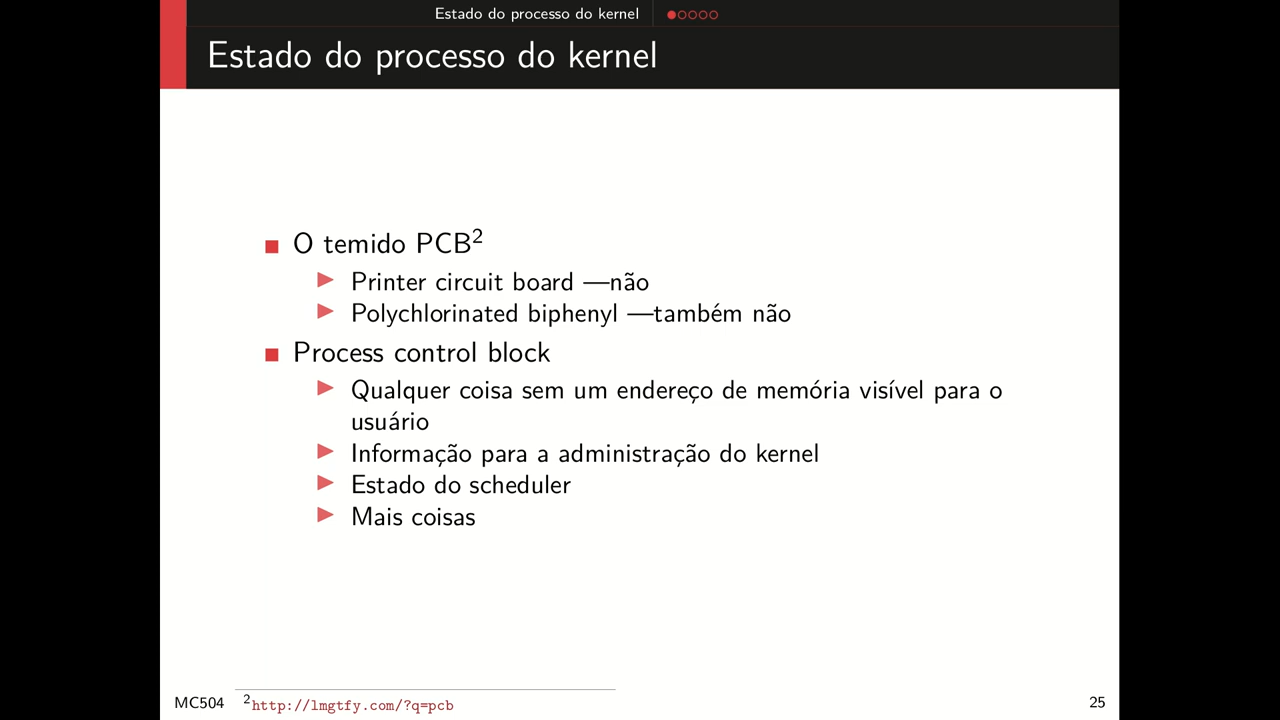 Estado do processo do kernel
Estado do processo do kernel
O temido PCB2
Printer circuit board —não
Polychlorinated biphenyl —também não
Process control block
Qualquer coisa sem um endereço de memória visível para o
usuário
Informação para a administração do kernel
Estado do scheduler
Mais coisas
MC504
2http://lmgtfy.com/?q=pcb
25